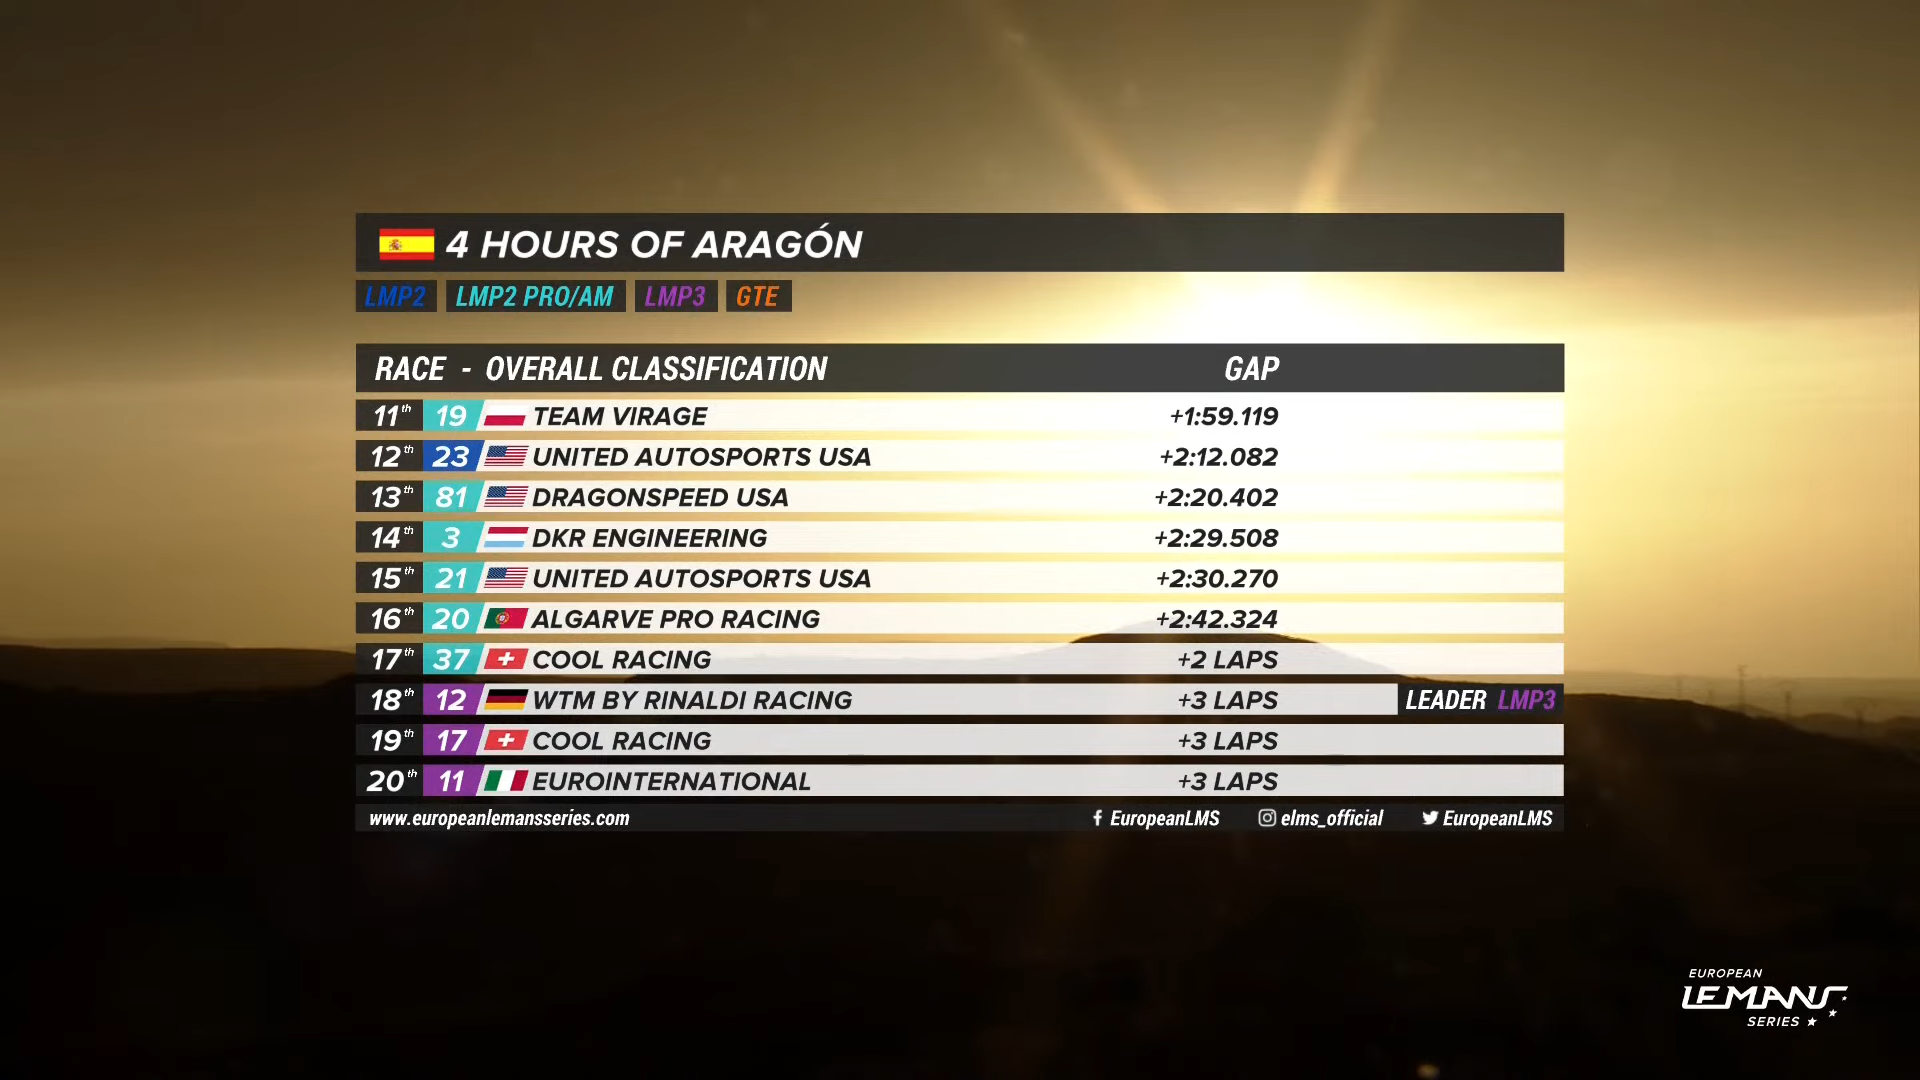 4 HOURS OF ARAGÓN
LMP2 LMP2 PRO/AM LMP3 GTE
RACE - OVERALL CLASSIFICATION GAP
11th 19 TEAM VIRAGE +1:59.119
12th 23 UNITED AUTOSPORTS USA +2:12.082
13th 81 DRAGONSPEED USA +2:20.402
14th 3 DKR ENGINEERING +2:29.508
15th 21 UNITED AUTOSPORTS USA +2:30.270
16th 20 ALGARVE PRO RACING +2:42.324
17th 37 COOL RACING +2 LAPS
18th 12 WTM BY RINALDI RACING +3 LAPS LEADER LMP3
19th 17 COOL RACING +3 LAPS
20th 11 EUROINTERNATIONAL +3 LAPS
www.europeanlemansseries.com EuropeanLMS elms_official EuropeanLMS
EUROPEAN
LE MANS
SERIES